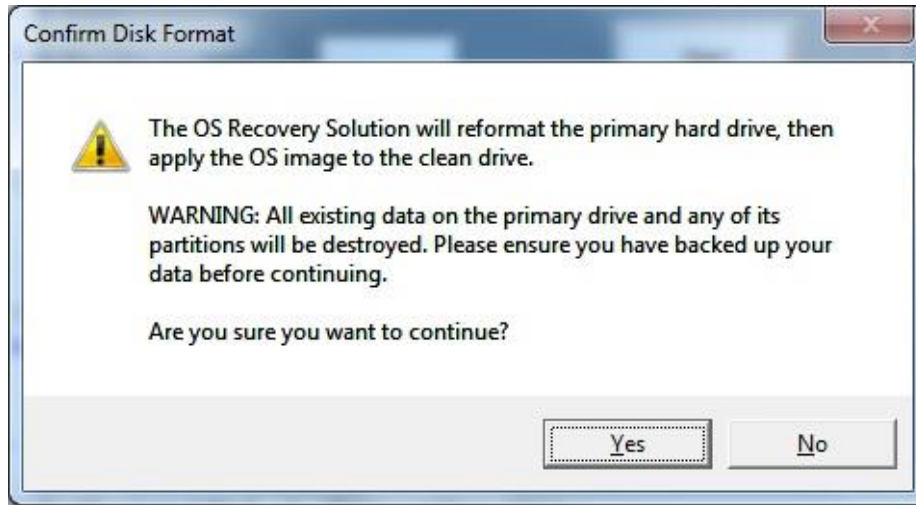 Confirm Disk Format
The OS Recovery Solution will reformat the primary hard drive, then
apply the OS image to the clean drive.
WARNING: All existing data on the primary drive and any of its
partitions will be destroyed. Please ensure you have backed up your
data before continuing.
Are you sure you want to continue?
Yes
No